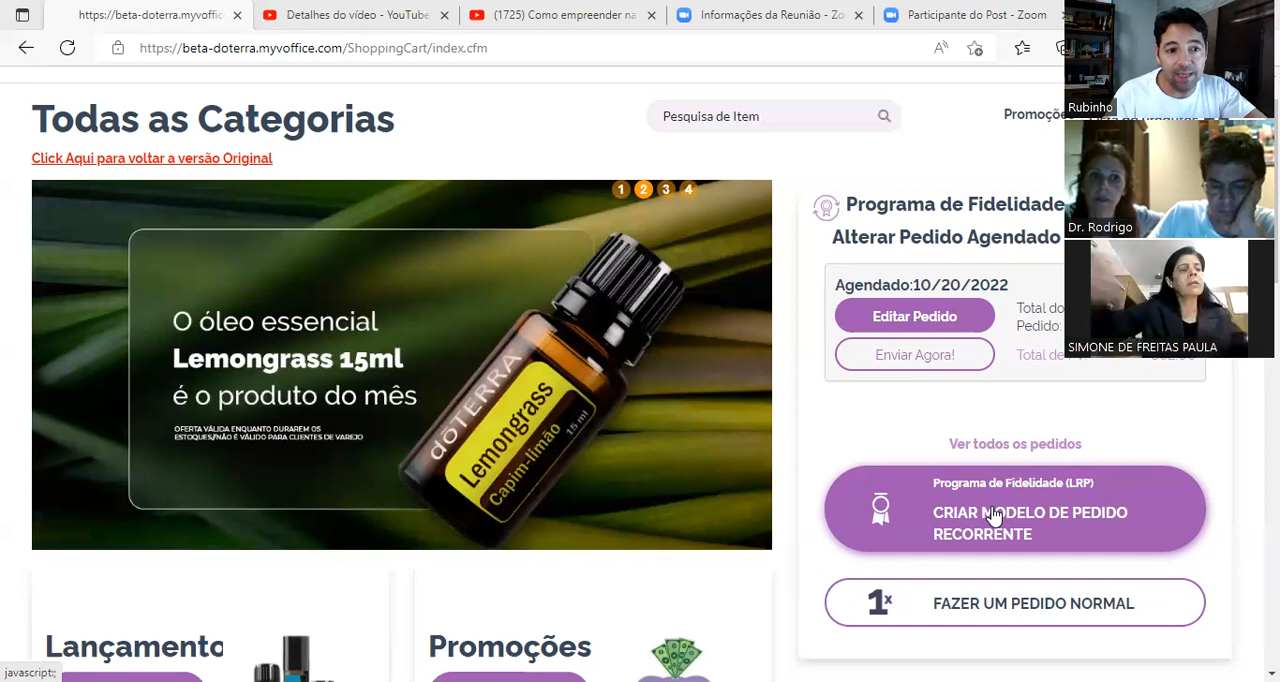 https://beta-doterra.myvoffic
Detalhes do vídeo - YouTube
(1725) Como empreender na
Informações da Reunião - Zo
Participante do Post - Zoom
https://beta-doterra.myvoffice.com/ShoppingCart/index.cfm
Todas as Categorias
Pesquisa de Item
Promoçõe
Click Aqui para voltar a versão Original
1 2 3 4
O óleo essencial
Lemongrass 15ml
é o produto do mês
OFERTA VÁLIDA ENQUANTO DURAREM OS
ESTOQUES/NÃO É VÁLIDO PARA CLIENTES DE VAREJO
dōTERRA
Lemongrass
Capim-limão
15 ml
Programa de Fidelidade
Alterar Pedido Agendado
Agendado:10/20/2022
Editar Pedido
Total do
Pedido:
Enviar Agora!
Total de
Ver todos os pedidos
Programa de Fidelidade (LRP)
CRIAR MODELO DE PEDIDO
RECORRENTE
1x FAZER UM PEDIDO NORMAL
Lançamento
Promoções
javascript:;
Rubinho
Dr. Rodrigo
SIMONE DE FREITAS PAULA